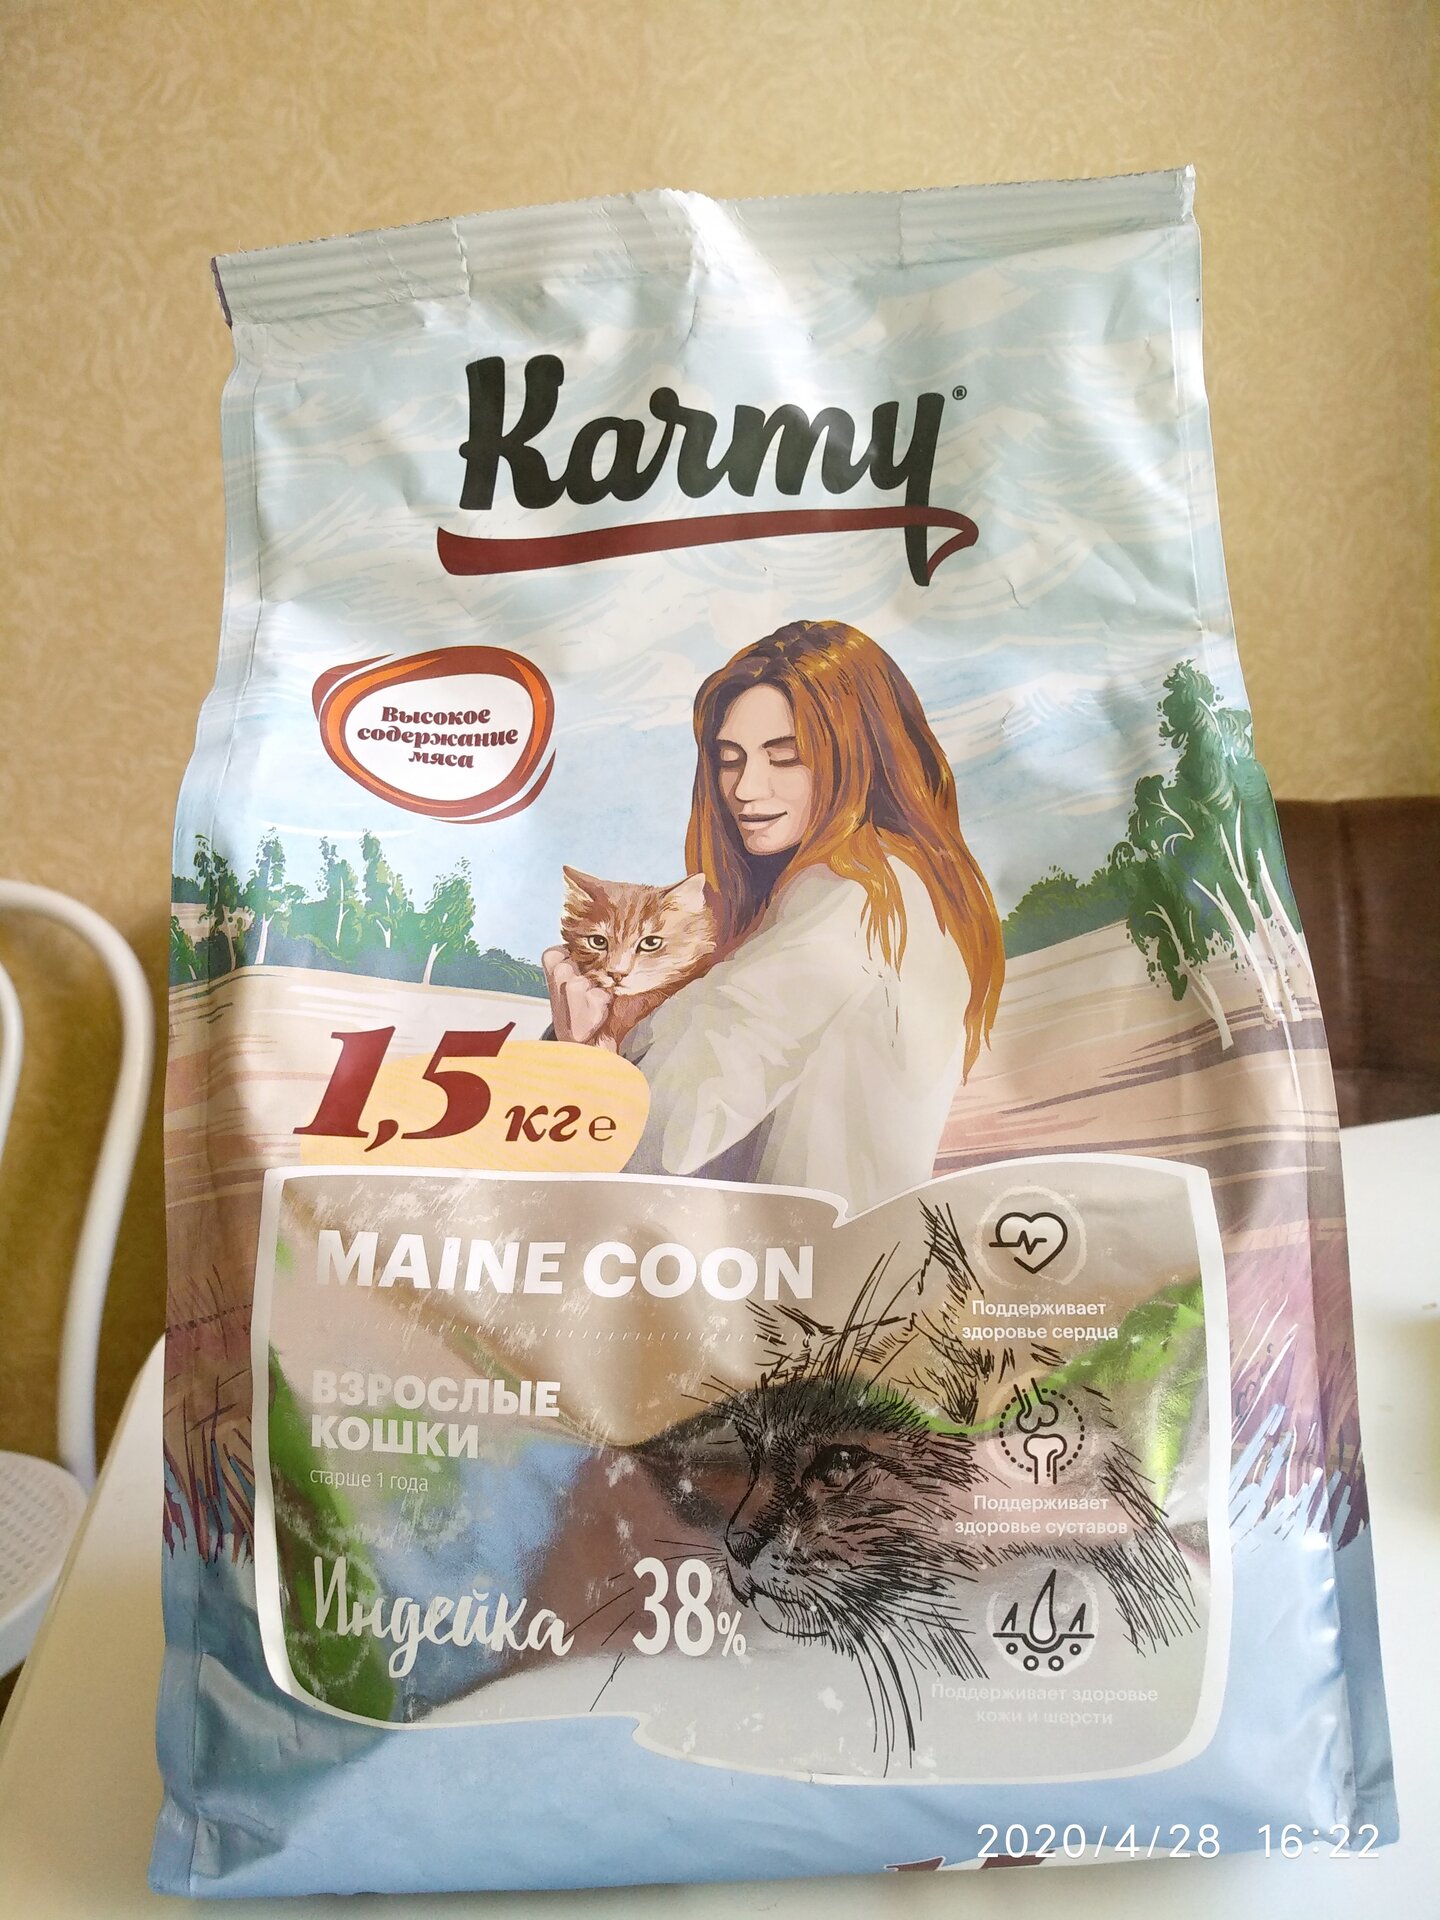 Karmy®
Высокое
содержание
мяса
1,5 кг е
MAINE COON
ВЗРОСЛЫЕ
КОШКИ
старше 1 года
Индейка 38%
Поддерживает
здоровье сердца
Поддерживает
здоровье суставов
Поддерживает здоровье
кожи и шерсти
2020/4/28 16:22